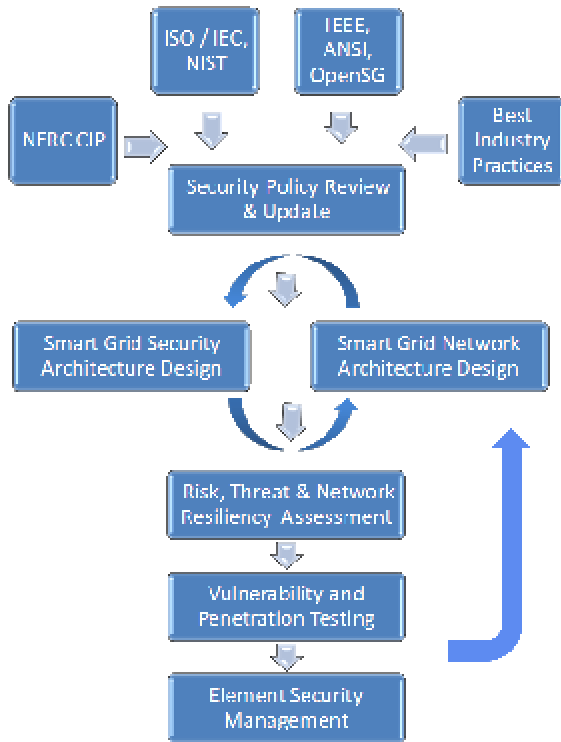 ISO / IEC,
NIST
IEEE,
ANSI,
OpenSG
NERC CIP
Best
Industry
Practices
Security Policy Review
& Update
Smart Grid Security
Architecture Design
Smart Grid Network
Architecture Design
Risk, Threat & Network
Resiliency Assessment
Vulnerability and
Penetration Testing
Element Security
Management